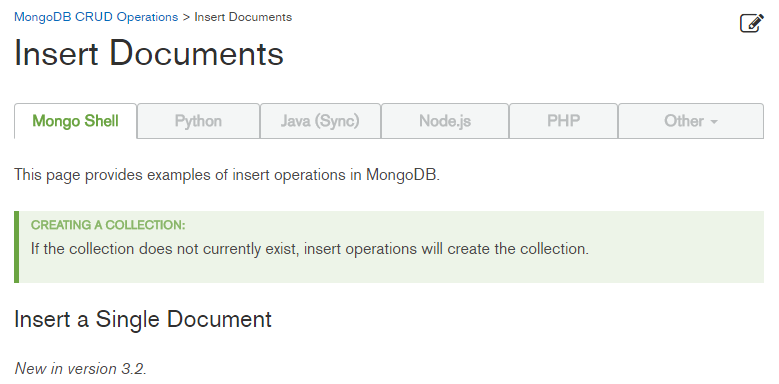 MongoDB CRUD Operations > Insert Documents
Insert Documents
Mongo Shell
Python
Java (Sync)
Node.js
PHP
Other
This page provides examples of insert operations in MongoDB.
CREATING A COLLECTION:
If the collection does not currently exist, insert operations will create the collection.
Insert a Single Document
New in version 3.2.